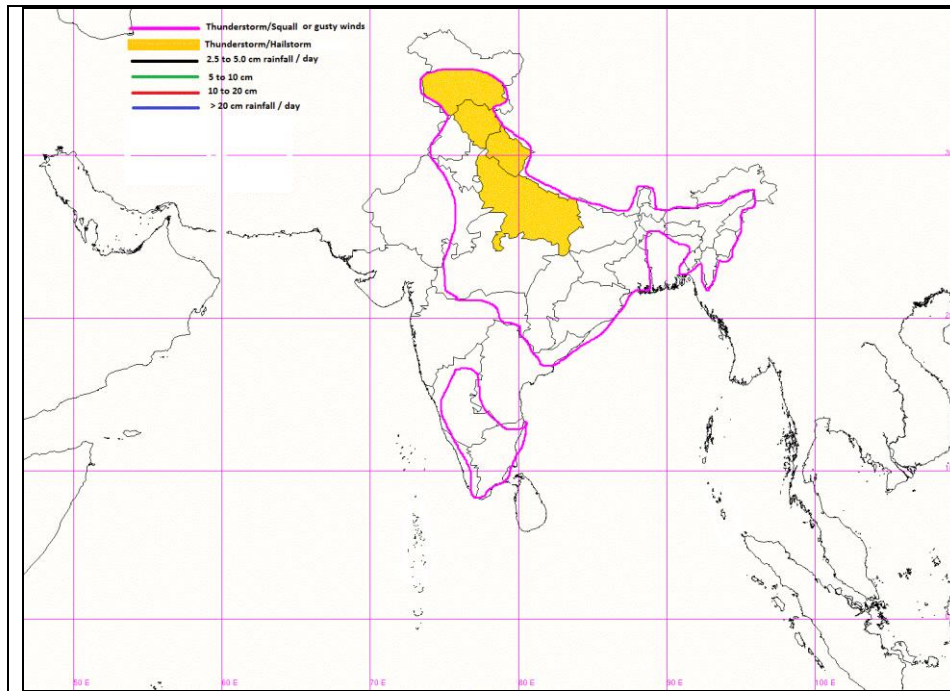 Thunderstorm/Squall or gusty winds
Thunderstorm/Hailstorm
2.5 to 5.0 cm rainfall / day
5 to 10 cm
10 to 20 cm
> 20 cm rainfall / day
50 E
60 E
70 E
80 E
90 E
100 E